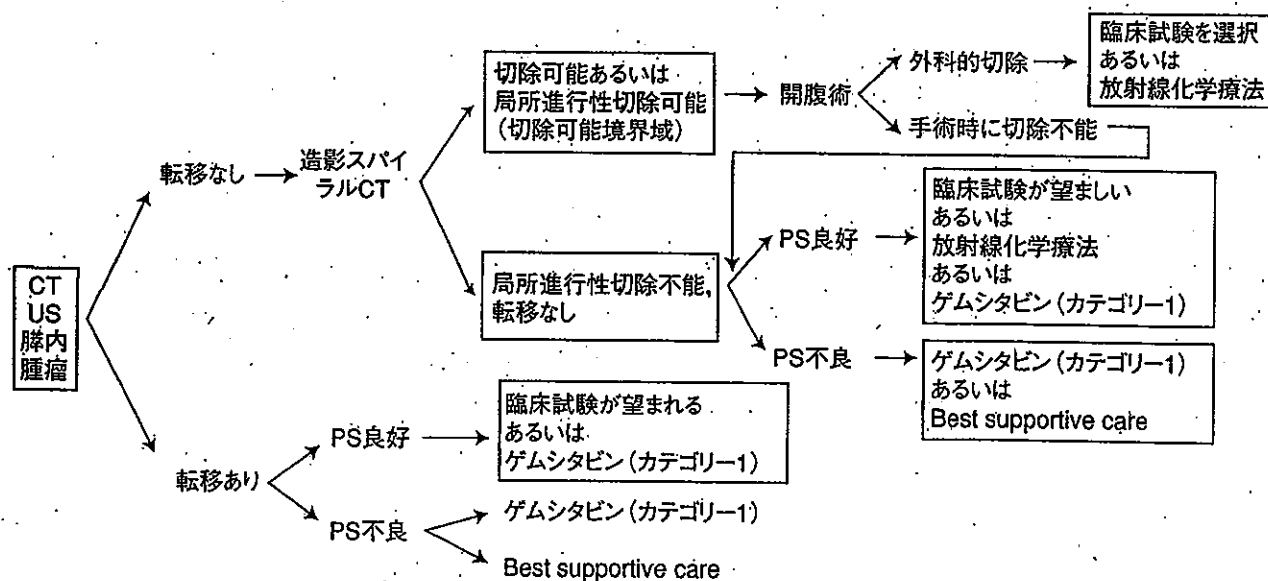 CT
US
膵内
腫瘤
転移なし
造影スパイ
ラルCT
切除可能あるいは
局所進行性切除可能
(切除可能境界域)
開腹術
外科的切除
臨床試験を選択
あるいは
放射線化学療法
手術時に切除不能
局所進行性切除不能,
転移なし
PS良好
臨床試験が望ましい
あるいは
放射線化学療法
あるいは
ゲムシタビン(カテゴリー1)
PS不良
ゲムシタビン(カテゴリー1)
あるいは
Best supportive care
転移あり
PS良好
臨床試験が望まれる
あるいは
ゲムシタビン(カテゴリー1)
PS不良
ゲムシタビン(カテゴリー1)
Best supportive care